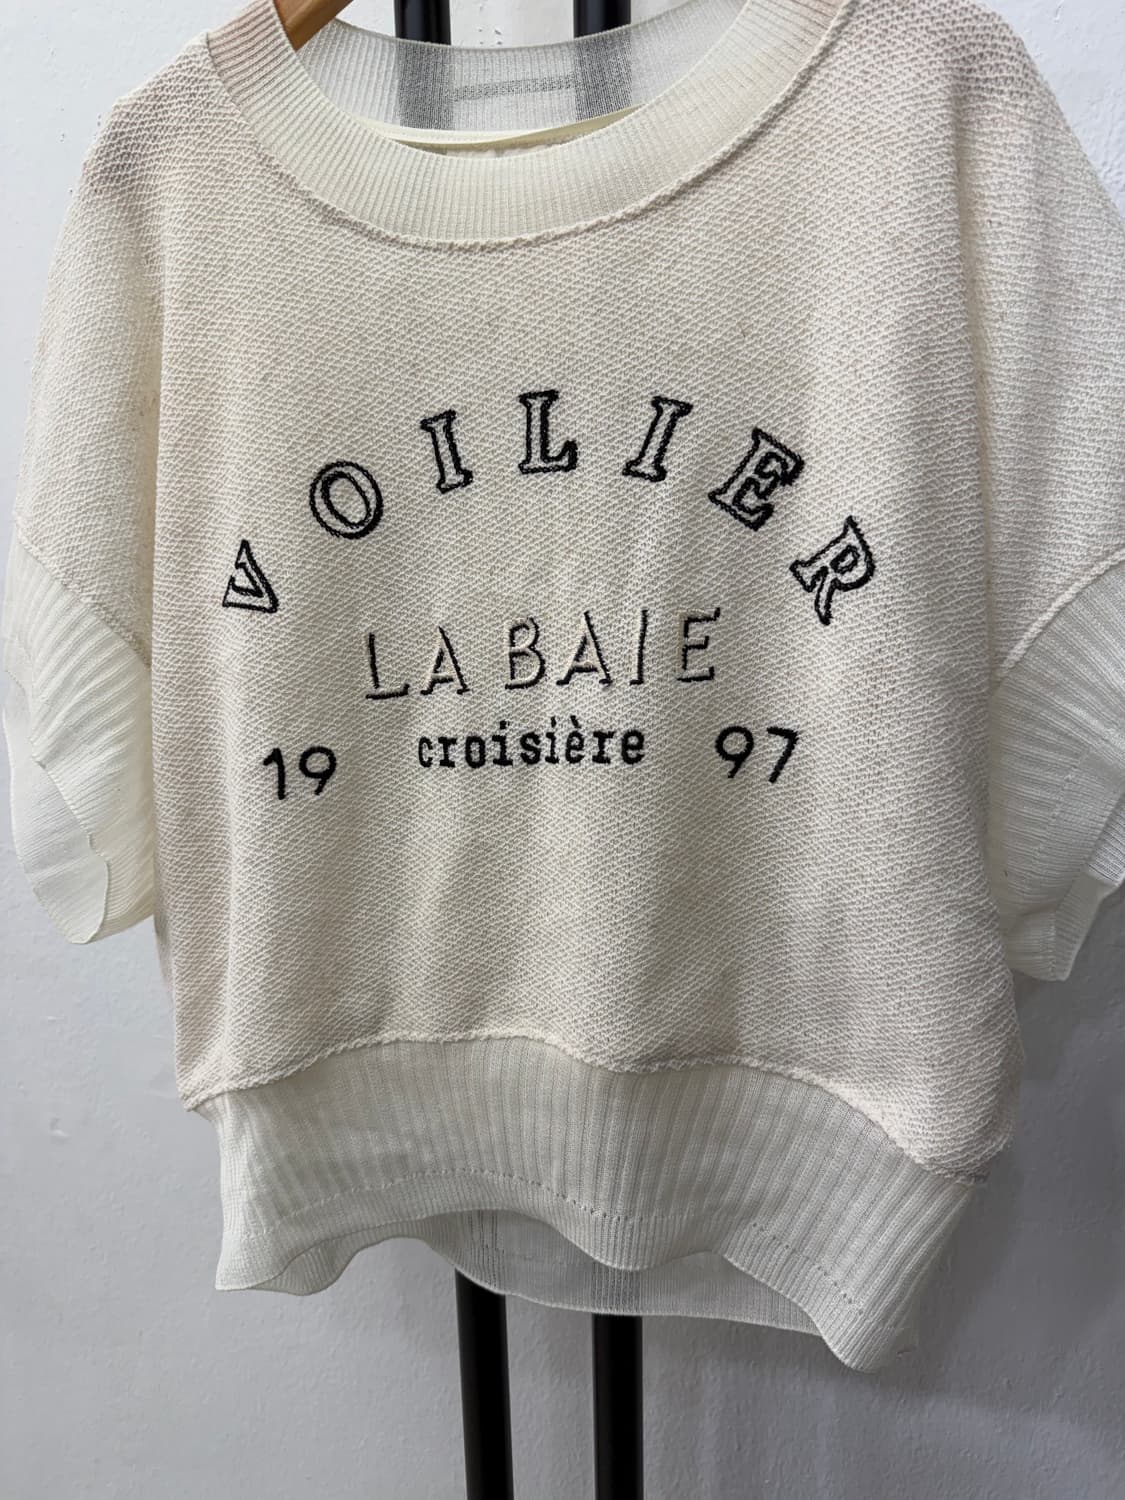 VOILIER
LA BAIE
19 croisière 97